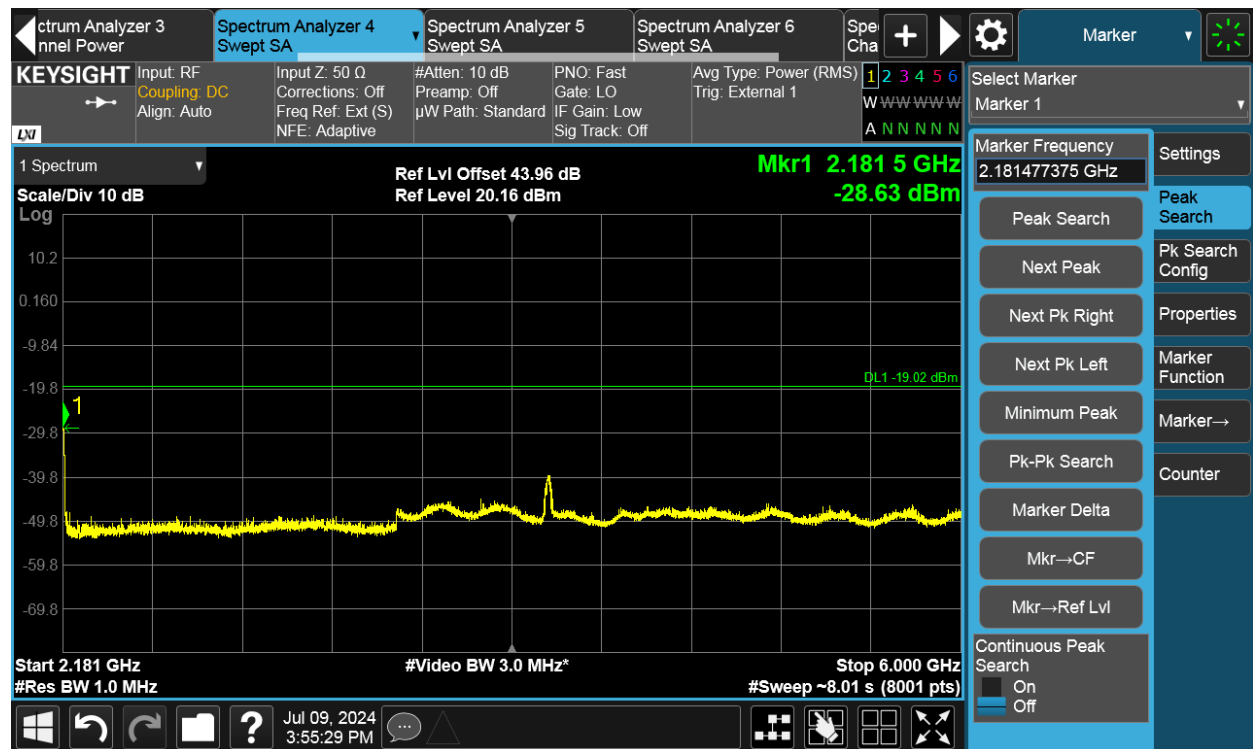 ctrum Analyzer 3
nnel Power
Spectrum Analyzer 4
Swept SA
Spectrum Analyzer 5
Swept SA
Spectrum Analyzer 6
Swept SA
Spe
Cha
Marker
KEYSIGHT
LXI
Input: RF
Coupling: DC
Align: Auto
Input Z: 50 Ω
Corrections: Off
Freq Ref: Ext (S)
NFE: Adaptive
#Atten: 10 dB
Preamp: Off
µW Path: Standard
PNO: Fast
Gate: LO
IF Gain: Low
Sig Track: Off
Avg Type: Power (RMS)
Trig: External 1
1 2 3 4 5 6
W W W W W W
A N N N N N
1 Spectrum
Scale/Div 10 dB
Log
Ref Lvl Offset 43.96 dB
Ref Level 20.16 dBm
Mkr1 2.181 5 GHz
-28.63 dBm
10.2
0.160
-9.84
-19.8
-29.8
-39.8
-49.8
-59.8
-69.8
DL1 -19.02 dBm
1
Start 2.181 GHz
#Res BW 1.0 MHz
#Video BW 3.0 MHz*
Stop 6.000 GHz
#Sweep ~8.01 s (8001 pts)
Select Marker
Marker 1
Marker Frequency
2.181477375 GHz
Peak Search
Next Peak
Next Pk Right
Next Pk Left
Minimum Peak
Pk-Pk Search
Marker Delta
Mkr→CF
Mkr→Ref Lvl
Continuous Peak
Search
On
Off
Settings
Peak
Search
Pk Search
Config
Properties
Marker
Function
Marker→
Counter
?
Jul 09, 2024
3:55:29 PM